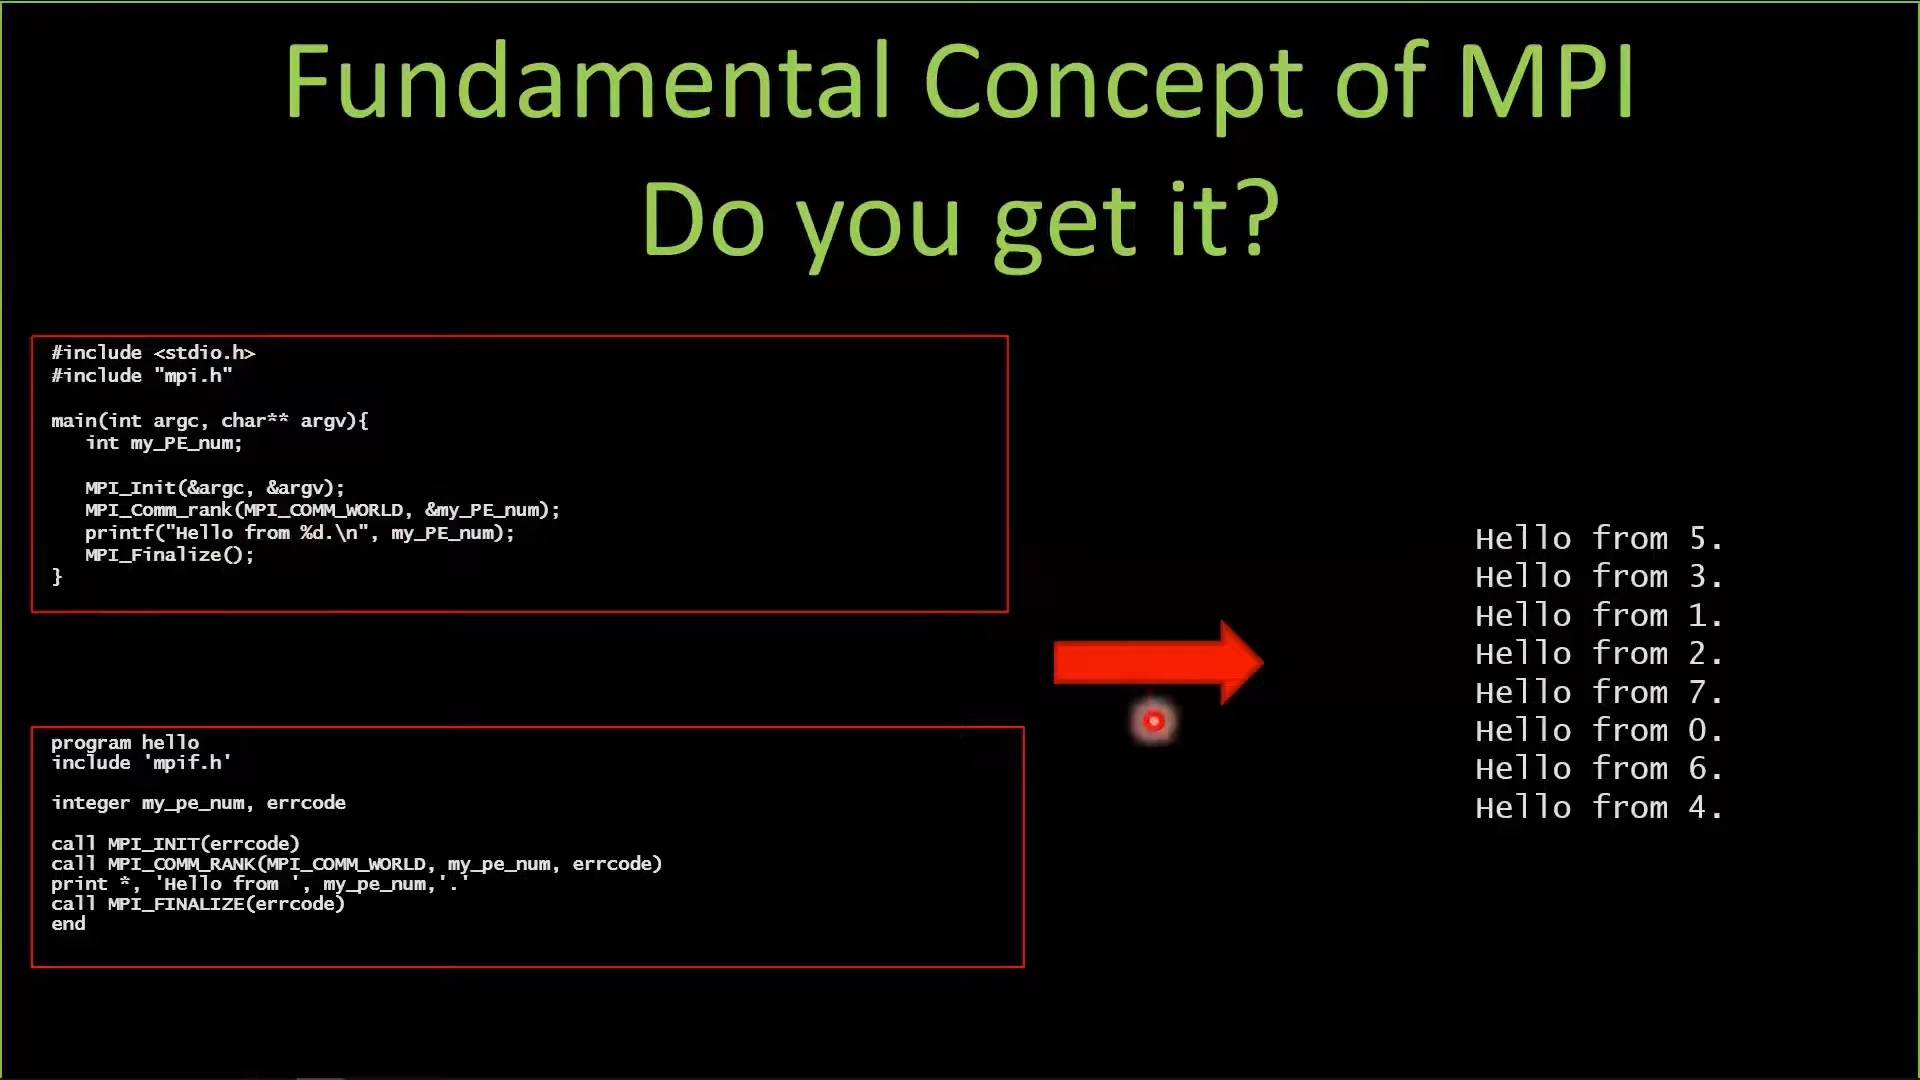 Fundamental Concept of MPI
Do you get it?
#include <stdio.h>
#include "mpi.h"
main(int argc, char** argv){
int my_PE_num;
MPI_Init(&argc, &argv);
MPI_Comm_rank(MPI_COMM_WORLD, &my_PE_num);
printf("Hello from %d.\n", my_PE_num);
MPI_Finalize();
}
program hello
include 'mpif.h'
integer my_pe_num, errcode
call MPI_INIT(errcode)
call MPI_COMM_RANK(MPI_COMM_WORLD, my_pe_num, errcode)
print *, 'Hello from ', my_pe_num,'.'
call MPI_FINALIZE(errcode)
end
Hello from 5.
Hello from 3.
Hello from 1.
Hello from 2.
Hello from 7.
Hello from 0.
Hello from 6.
Hello from 4.